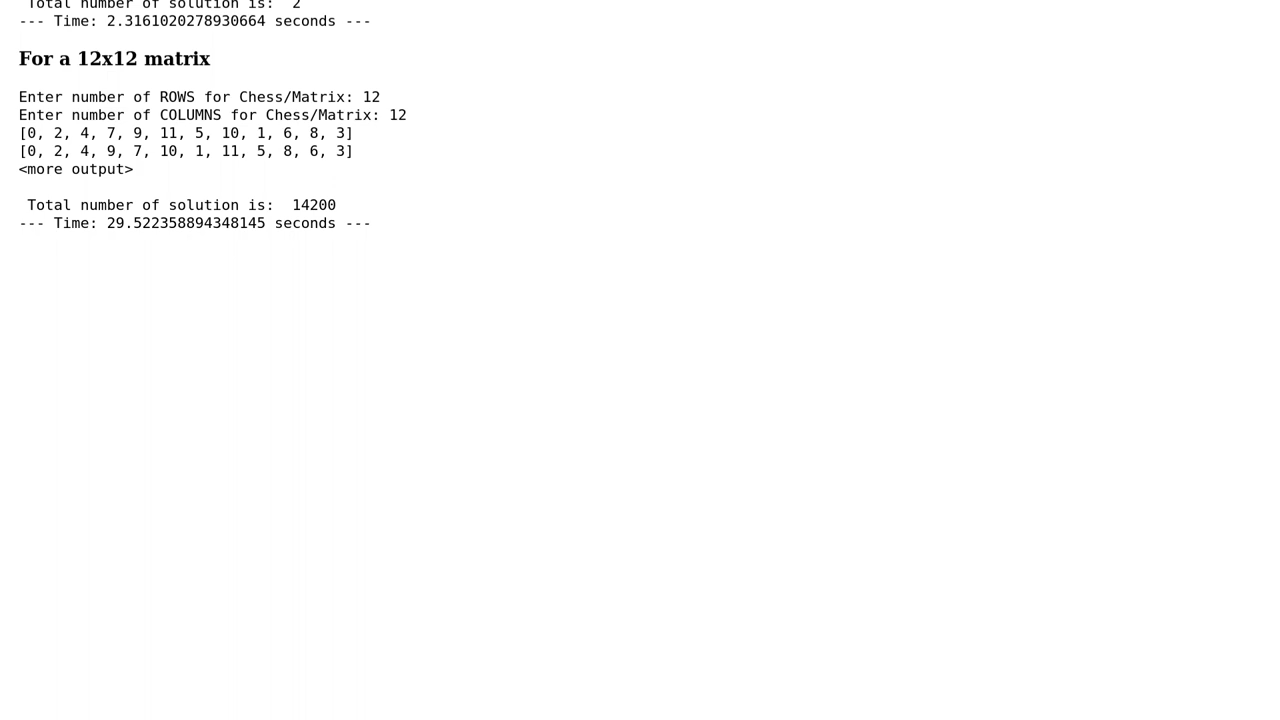 Total number of solution is:  2
--- Time: 2.3161020278930664 seconds ---
For a 12x12 matrix
Enter number of ROWS for Chess/Matrix: 12
Enter number of COLUMNS for Chess/Matrix: 12
[0, 2, 4, 7, 9, 11, 5, 10, 1, 6, 8, 3]
[0, 2, 4, 9, 7, 10, 1, 11, 5, 8, 6, 3]
<more output>
Total number of solution is:  14200
--- Time: 29.522358894348145 seconds ---